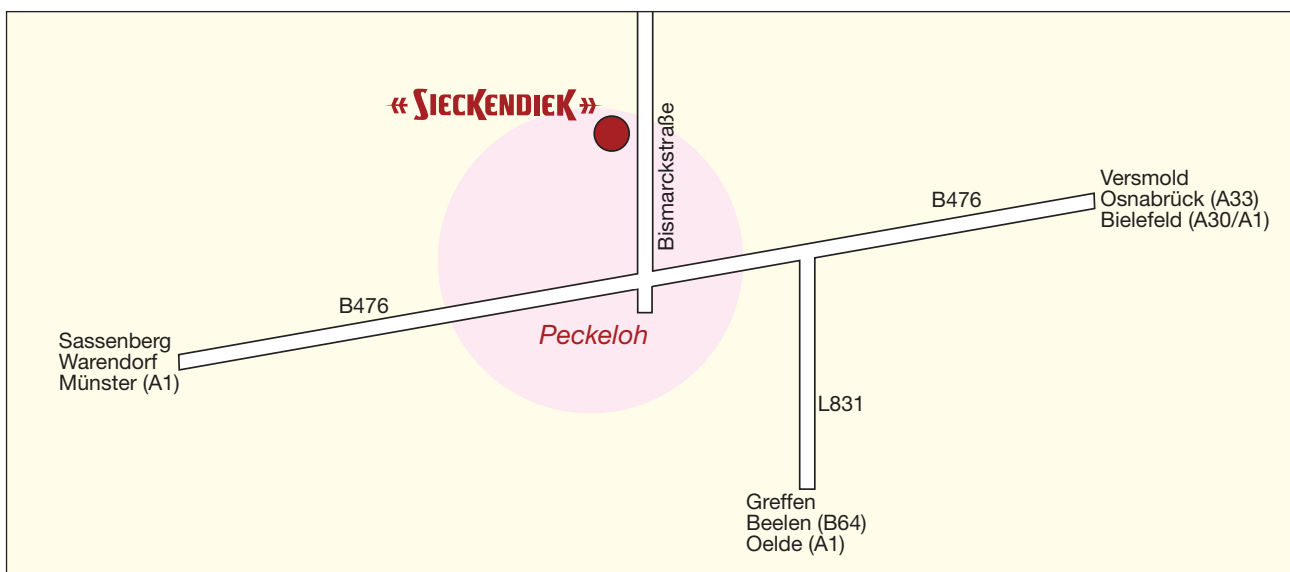 « SIECKENDIEK »
Bismarckstraße
Versmold
Osnabrück (A33)
Bielefeld (A30/A1)
B476
B476
Peckeloh
Sassenberg
Warendorf
Münster (A1)
L831
Greffen
Beelen (B64)
Oelde (A1)